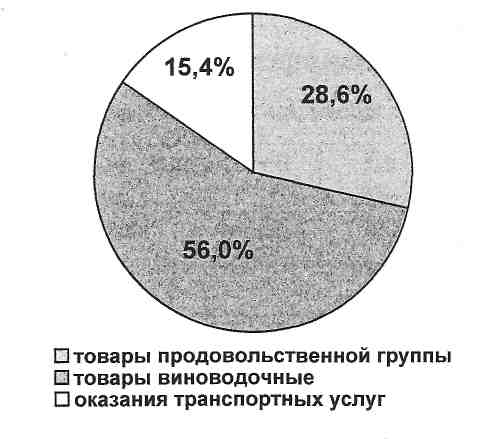 15,4%
28,6%
56,0%
товары продовольственной группы
товары виноводочные
оказания транспортных услуг